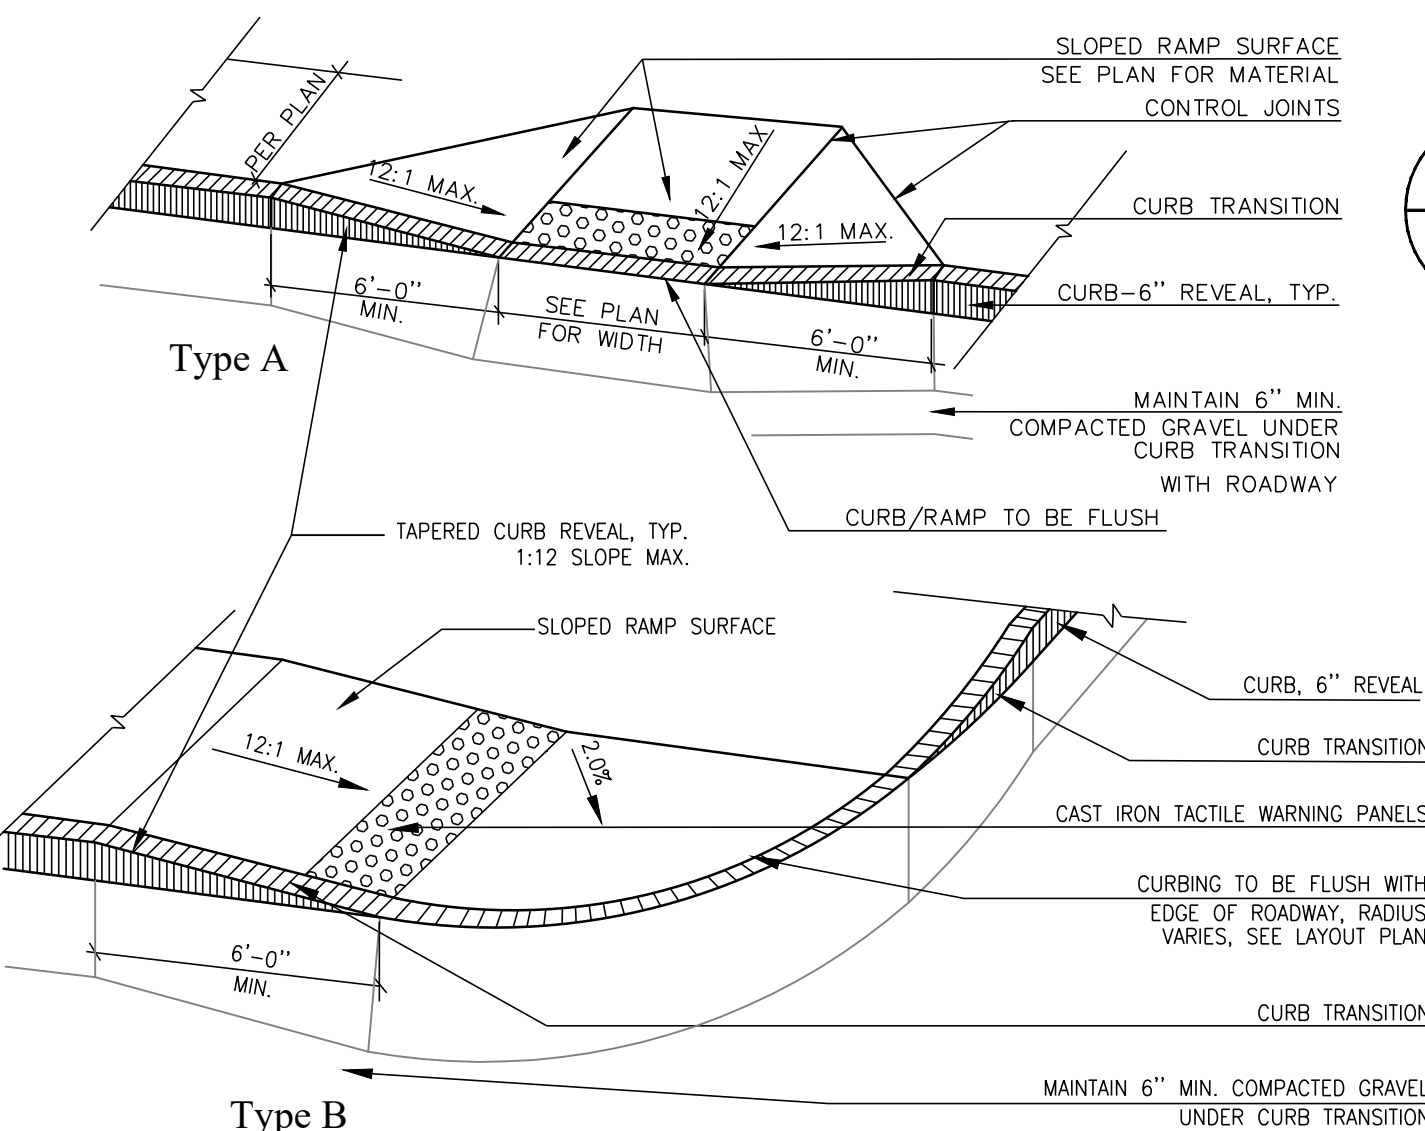 SLOPED RAMP SURFACE
SEE PLAN FOR MATERIAL
CONTROL JOINTS
PER PLAN
12:1 MAX.
12:1 MAX
12:1 MAX.
CURB TRANSITION
CURB-6" REVEAL, TYP.
6'-0"
MIN.
SEE PLAN
FOR WIDTH
6'-0"
MIN.
Type A
MAINTAIN 6" MIN.
COMPACTED GRAVEL UNDER
CURB TRANSITION
WITH ROADWAY
CURB/RAMP TO BE FLUSH
TAPERED CURB REVEAL, TYP.
1:12 SLOPE MAX.
SLOPED RAMP SURFACE
CURB, 6" REVEAL
12:1 MAX.
2.0%
CURB TRANSITION
CAST IRON TACTILE WARNING PANELS
CURBING TO BE FLUSH WITH
EDGE OF ROADWAY, RADIUS
VARIES, SEE LAYOUT PLAN
6'-0"
MIN.
CURB TRANSITION
MAINTAIN 6" MIN. COMPACTED GRAVEL
UNDER CURB TRANSITION
Type B